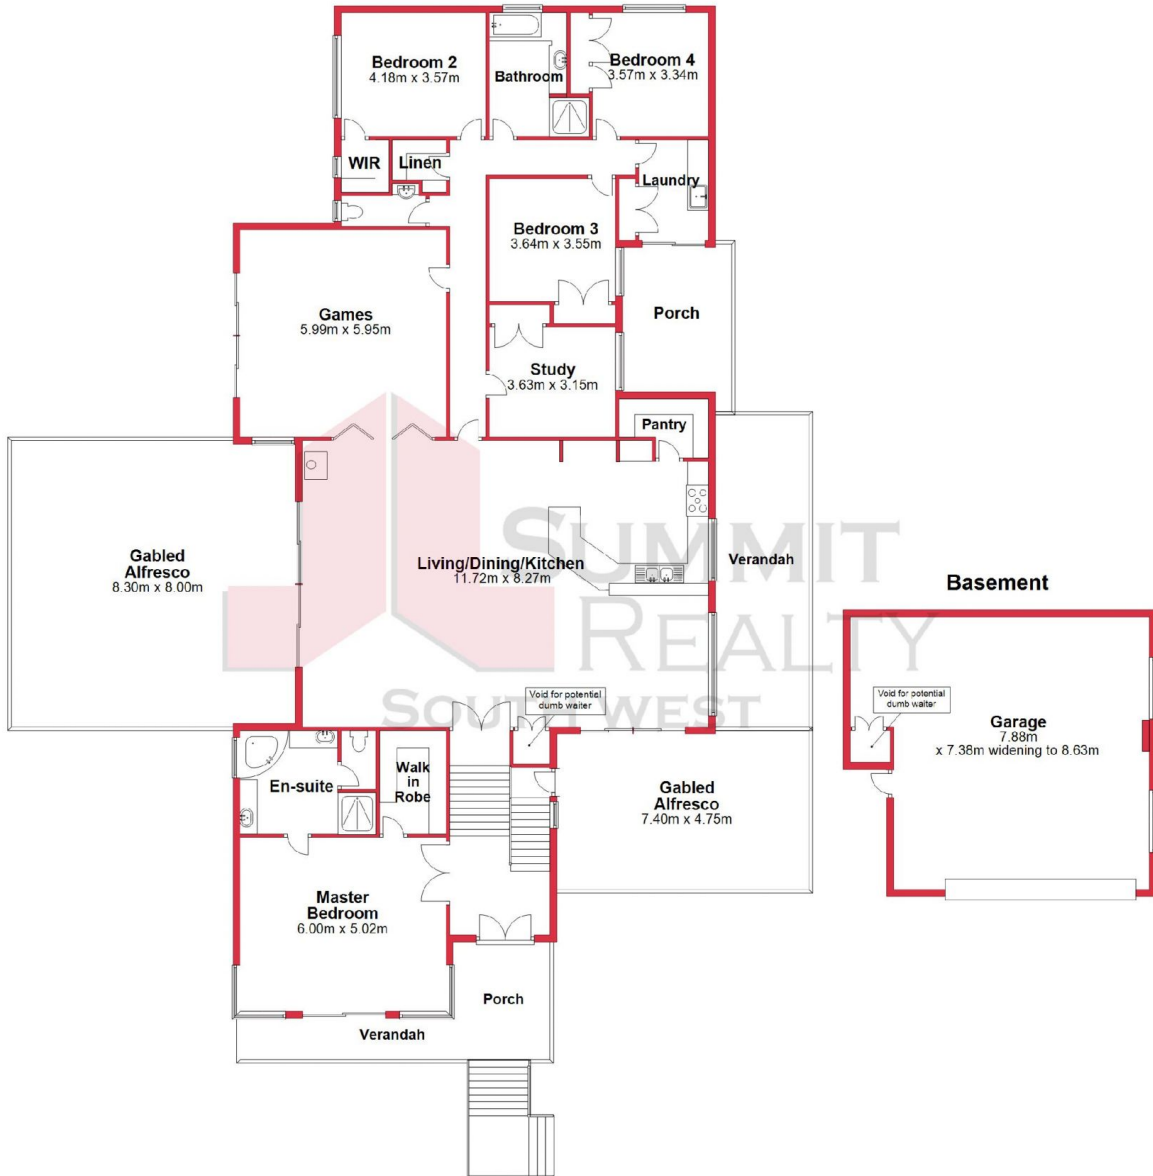 Bedroom 2
4.18m x 3.57m
Bathroom
Bedroom 4
3.57m x 3.34m
WIR
Linen
Laundry
Bedroom 3
3.64m x 3.55m
Games
5.99m x 5.95m
Porch
Study
3.63m x 3.15m
Pantry
Gabled
Alfresco
8.30m x 8.00m
Living/Dining/Kitchen
11.72m x 8.27m
Verandah
SUMMIT
REALTY
SOUTHWEST
Basement
Void for potential
dumb waiter
Void for potential
dumb waiter
Garage
7.88m
x 7.38m widening to 8.63m
En-suite
Walk
in
Robe
Gabled
Alfresco
7.40m x 4.75m
Master
Bedroom
6.00m x 5.02m
Porch
Verandah